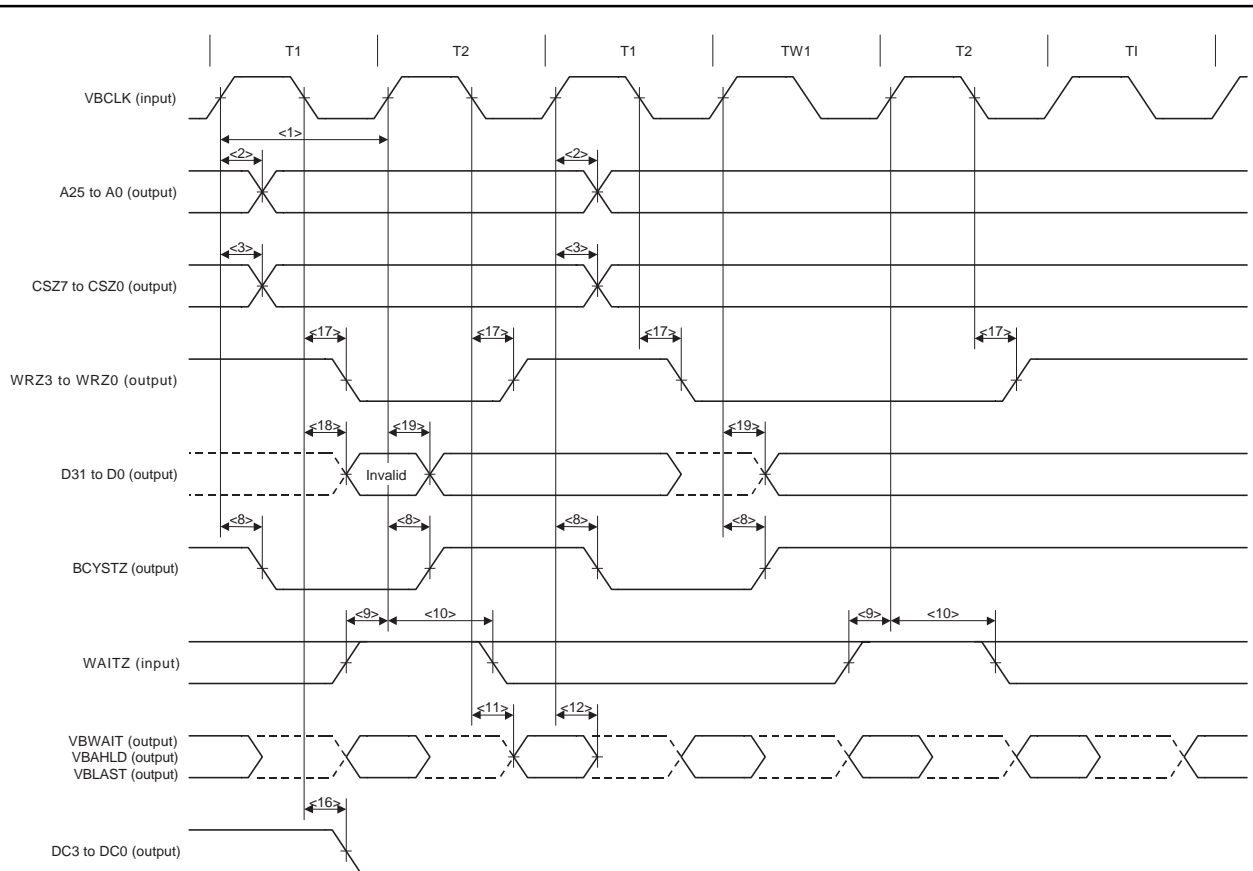 T1 T2 T1 TW1 T2 TI
VBCLK (input)
<1>
<2> <2>
A25 to A0 (output)
<3> <3>
CSZ7 to CSZ0 (output)
<17> <17> <17> <17>
WRZ3 to WRZ0 (output)
<18> <19> <19>
D31 to D0 (output)
Invalid
<8> <8> <8> <8>
BCYSTZ (output)
<9> <10> <9> <10>
WAITZ (input)
<11> <12>
VBWAIT (output)
VBAHLD (output)
VBLAST (output)
<16>
DC3 to DC0 (output)